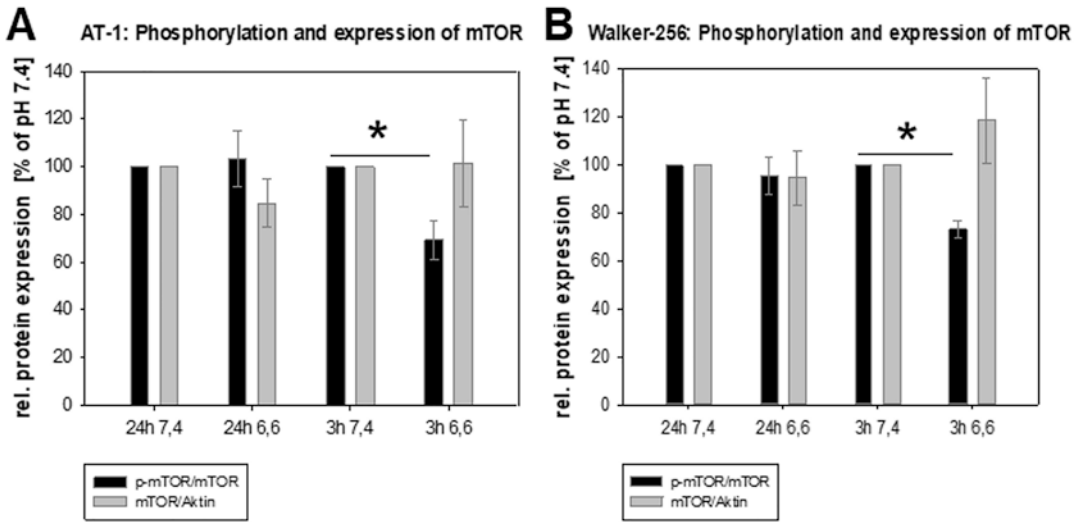 A AT-1: Phosphorylation and expression of mTOR
rel. protein expression [% of pH 7.4]
140
120
100
80
60
40
20
0
*
24h 7,4 24h 6,6 3h 7,4 3h 6,6
p-mTOR/mTOR
mTOR/Aktin
B Walker-256: Phosphorylation and expression of mTOR
rel. protein expression [% of pH 7.4]
140
120
100
80
60
40
20
0
*
24h 7,4 24h 6,6 3h 7,4 3h 6,6
p-mTOR/mTOR
mTOR/Aktin